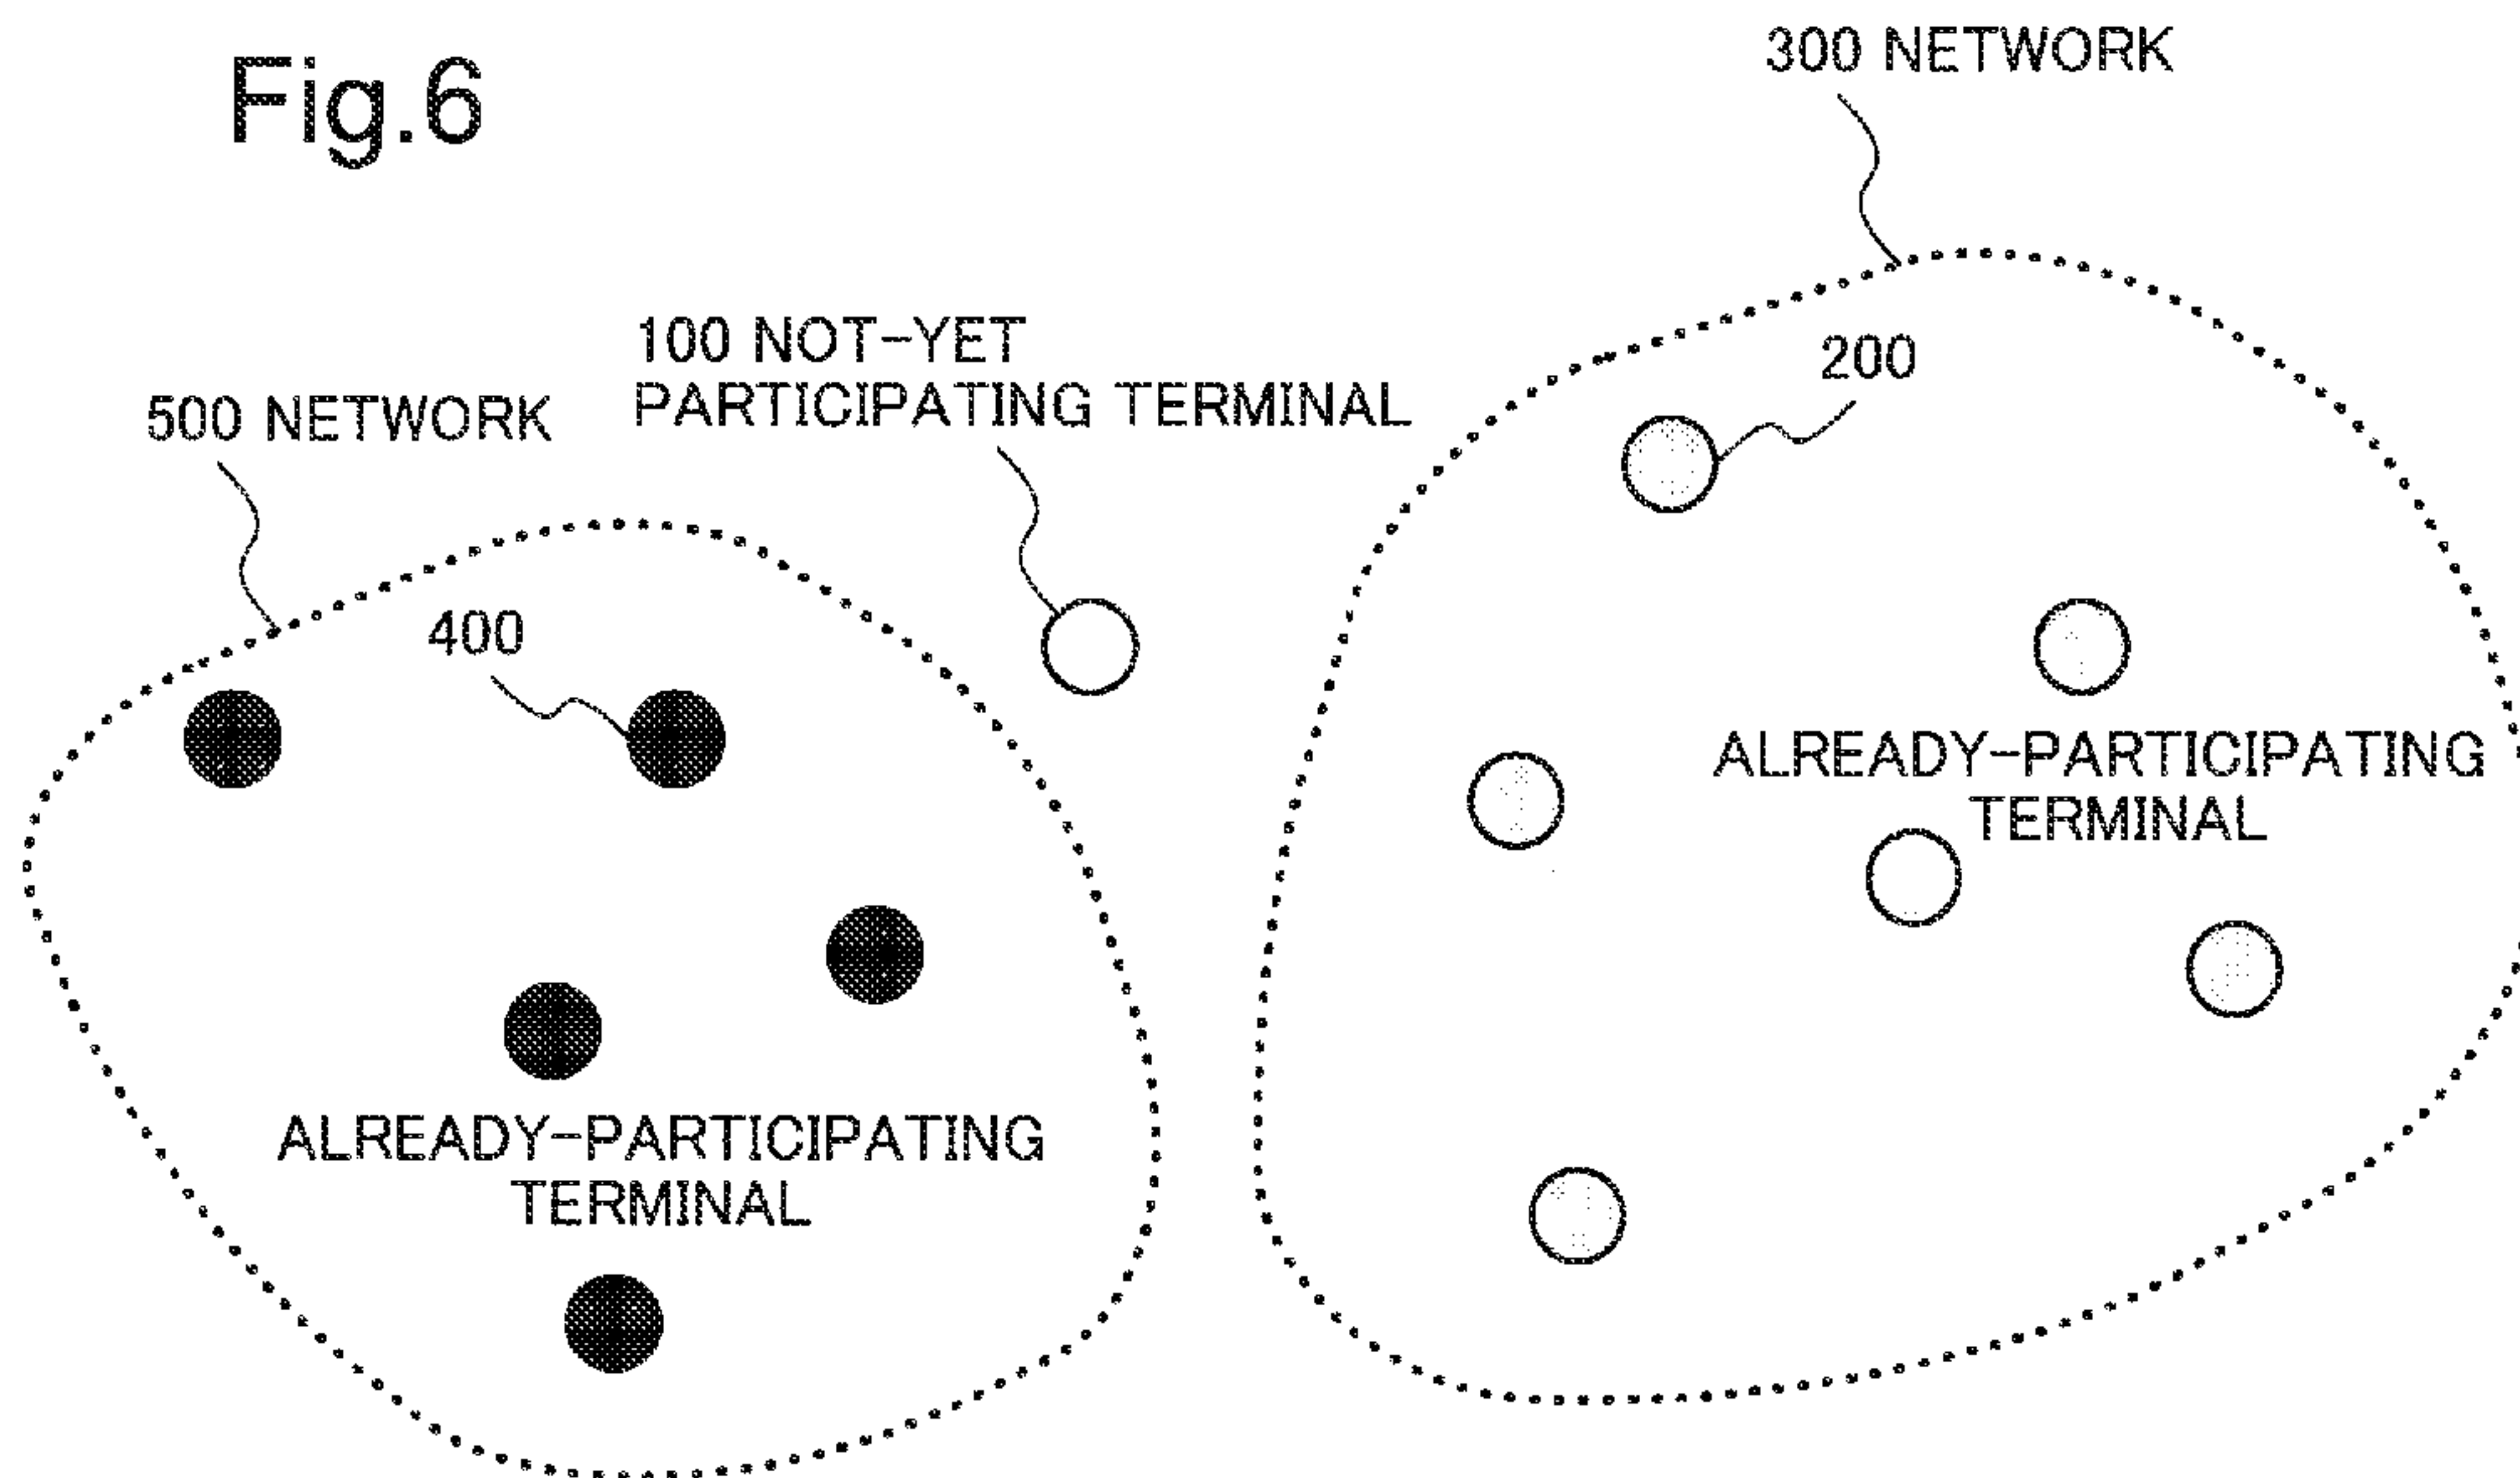 Fig.6
300 NETWORK
100 NOT-YET
PARTICIPATING TERMINAL
500 NETWORK
200
400
ALREADY-PARTICIPATING
TERMINAL
ALREADY-PARTICIPATING
TERMINAL